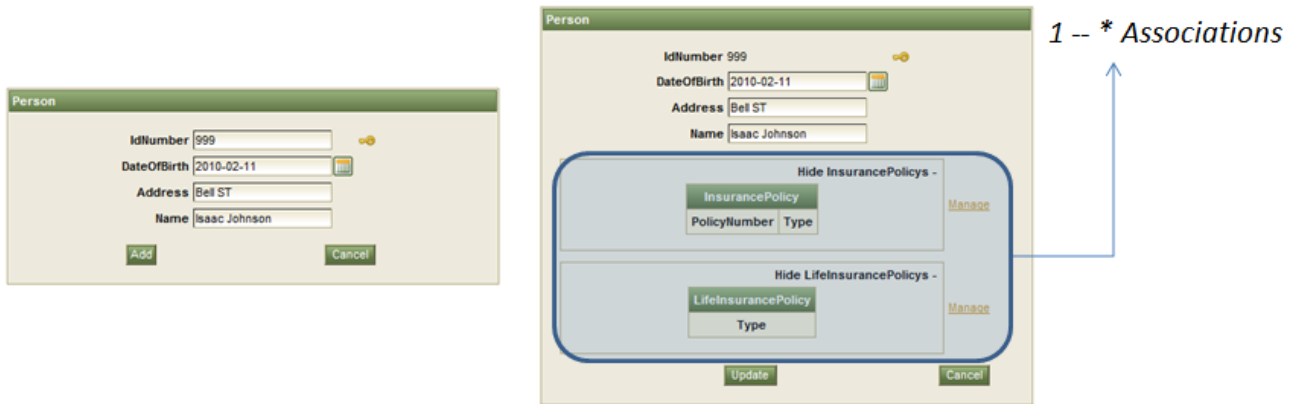 Person
IdNumber 999
DateOfBirth 2010-02-11
Address Bell ST
Name Isaac Johnson
Add Cancel
Person
IdNumber 999
DateOfBirth 2010-02-11
Address Bell ST
Name Isaac Johnson
Hide InsurancePolicys -
InsurancePolicy
PolicyNumber Type
Manage
Hide LifeInsurancePolicys -
LifeInsurancePolicy
Type
Manage
Update Cancel
1 -- * Associations